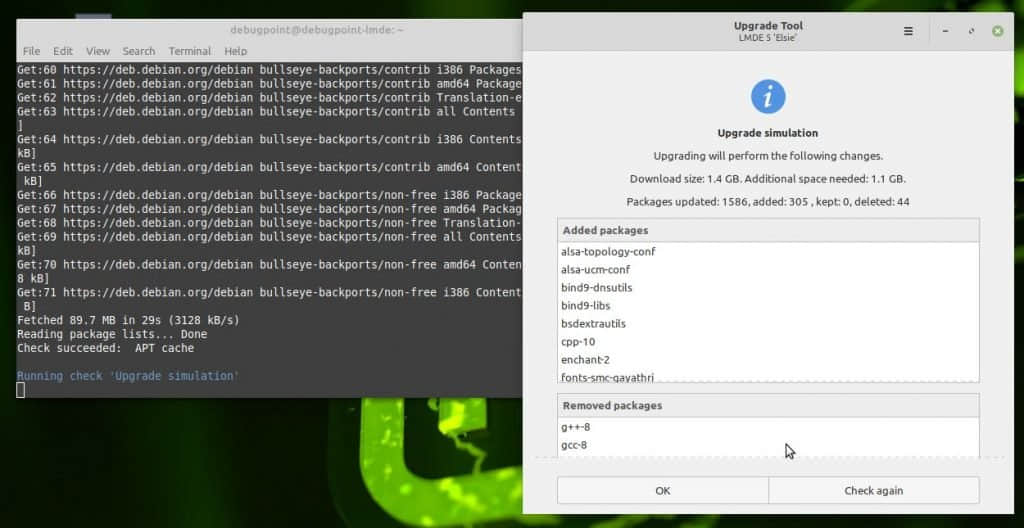 debugpoint@debugpoint-lmde: ~
File Edit View Search Terminal Help
Get:60 https://deb.debian.org/debian bullseye-backports/contrib i386 Packages
Get:61 https://deb.debian.org/debian bullseye-backports/contrib amd64 Package
Get:62 https://deb.debian.org/debian bullseye-backports/contrib Translation-e
Get:63 https://deb.debian.org/debian bullseye-backports/contrib all Contents
]
Get:64 https://deb.debian.org/debian bullseye-backports/contrib i386 Contents
kB]
Get:65 https://deb.debian.org/debian bullseye-backports/contrib amd64 Content
kB]
Get:66 https://deb.debian.org/debian bullseye-backports/non-free i386 Package
Get:67 https://deb.debian.org/debian bullseye-backports/non-free amd64 Packag
Get:68 https://deb.debian.org/debian bullseye-backports/non-free Translation-
Get:69 https://deb.debian.org/debian bullseye-backports/non-free all Contents
kB]
Get:70 https://deb.debian.org/debian bullseye-backports/non-free amd64 Conten
8 kB]
Get:71 https://deb.debian.org/debian bullseye-backports/non-free i386 Content
B]
Fetched 89.7 MB in 29s (3128 kB/s)
Reading package lists... Done
Check succeeded: APT cache
Running check 'Upgrade simulation'
Upgrade Tool
LMDE 5 'Elsie'
Upgrade simulation
Upgrading will perform the following changes.
Download size: 1.4 GB. Additional space needed: 1.1 GB.
Packages updated: 1586, added: 305 , kept: 0, deleted: 44
Added packages
alsa-topology-conf
alsa-ucm-conf
bind9-dnsutils
bind9-libs
bsdextrautils
cpp-10
enchant-2
fonts-smc-gayathri
Removed packages
g++-8
gcc-8
OK
Check again